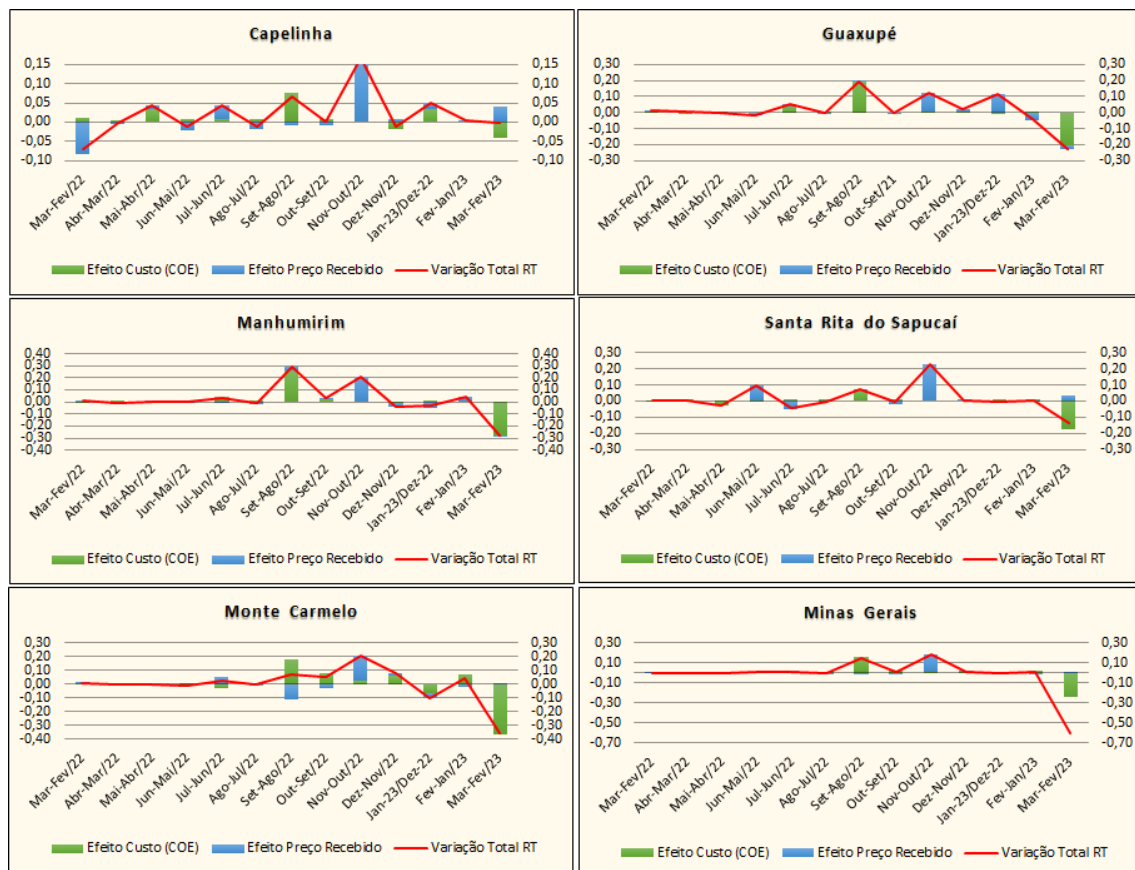 Capelinha
0,15 0,15
0,10 0,10
0,05 0,05
0,00 0,00
-0,05 -0,05
-0,10 -0,10
Mar-Fev/22 Abr-Mar/22 Mai-Abr/22 Jun-Mai/22 Jul-Jun/22 Ago-Jul/22 Set-Ago/22 Out-Set/22 Nov-Out/22 Dez-Nov/22 Jan-23/Dez-22 Fev-Jan/23 Mar-Fev/23
Efeito Custo (COE) Efeito Preço Recebido Variação Total RT
Guaxupé
0,30 0,30
0,20 0,20
0,10 0,10
0,00 0,00
-0,10 -0,10
-0,20 -0,20
-0,30 -0,30
Mar-Fev/22 Abr-Mar/22 Mai-Abr/22 Jun-Mai/22 Jul-Jun/22 Ago-Jul/22 Set-Ago/22 Out-Set/21 Nov-Out/22 Dez-Nov/22 Jan-23/Dez-22 Fev-Jan/23 Mar-Fev/23
Efeito Custo (COE) Efeito Preço Recebido Variação Total RT
Manhumirim
0,40 0,40
0,30 0,30
0,20 0,20
0,10 0,10
0,00 0,00
-0,10 -0,10
-0,20 -0,20
-0,30 -0,30
-0,40 -0,40
Mar-Fev/22 Abr-Mar/22 Mai-Abr/22 Jun-Mai/22 Jul-Jun/22 Ago-Jul/22 Set-Ago/22 Out-Set/22 Nov-Out/22 Dez-Nov/22 Jan-23/Dez-22 Fev-Jan/23 Mar-Fev/23
Efeito Custo (COE) Efeito Preço Recebido Variação Total RT
Santa Rita do Sapucaí
0,30 0,30
0,20 0,20
0,10 0,10
0,00 0,00
-0,10 -0,10
-0,20 -0,20
-0,30 -0,30
Mar-Fev/22 Abr-Mar/22 Mai-Abr/22 Jun-Mai/22 Jul-Jun/22 Ago-Jul/22 Set-Ago/22 Out-Set/22 Nov-Out/22 Dez-Nov/22 Jan-23/Dez-22 Fev-Jan/23 Mar-Fev/23
Efeito Custo (COE) Efeito Preço Recebido Variação Total RT
Monte Carmelo
0,30 0,30
0,20 0,20
0,10 0,10
0,00 0,00
-0,10 -0,10
-0,20 -0,20
-0,30 -0,30
-0,40 -0,40
Mar-Fev/22 Abr-Mar/22 Mai-Abr/22 Jun-Mai/22 Jul-Jun/22 Ago-Jul/22 Set-Ago/22 Out-Set/22 Nov-Out/22 Dez-Nov/22 Jan-23/Dez-22 Fev-Jan/23 Mar-Fev/23
Efeito Custo (COE) Efeito Preço Recebido Variação Total RT
Minas Gerais
0,30 0,30
0,10 0,10
-0,10 -0,10
-0,30 -0,30
-0,50 -0,50
-0,70 -0,70
Mar-Fev/22 Abr-Mar/22 Mai-Abr/22 Jun-Mai/22 Jul-Jun/22 Ago-Jul/22 Set-Ago/22 Out-Set/22 Nov-Out/22 Dez-Nov/22 Jan-23/Dez-22 Fev-Jan/23 Mar-Fev/23
Efeito Custo (COE) Efeito Preço Recebido Variação Total RT